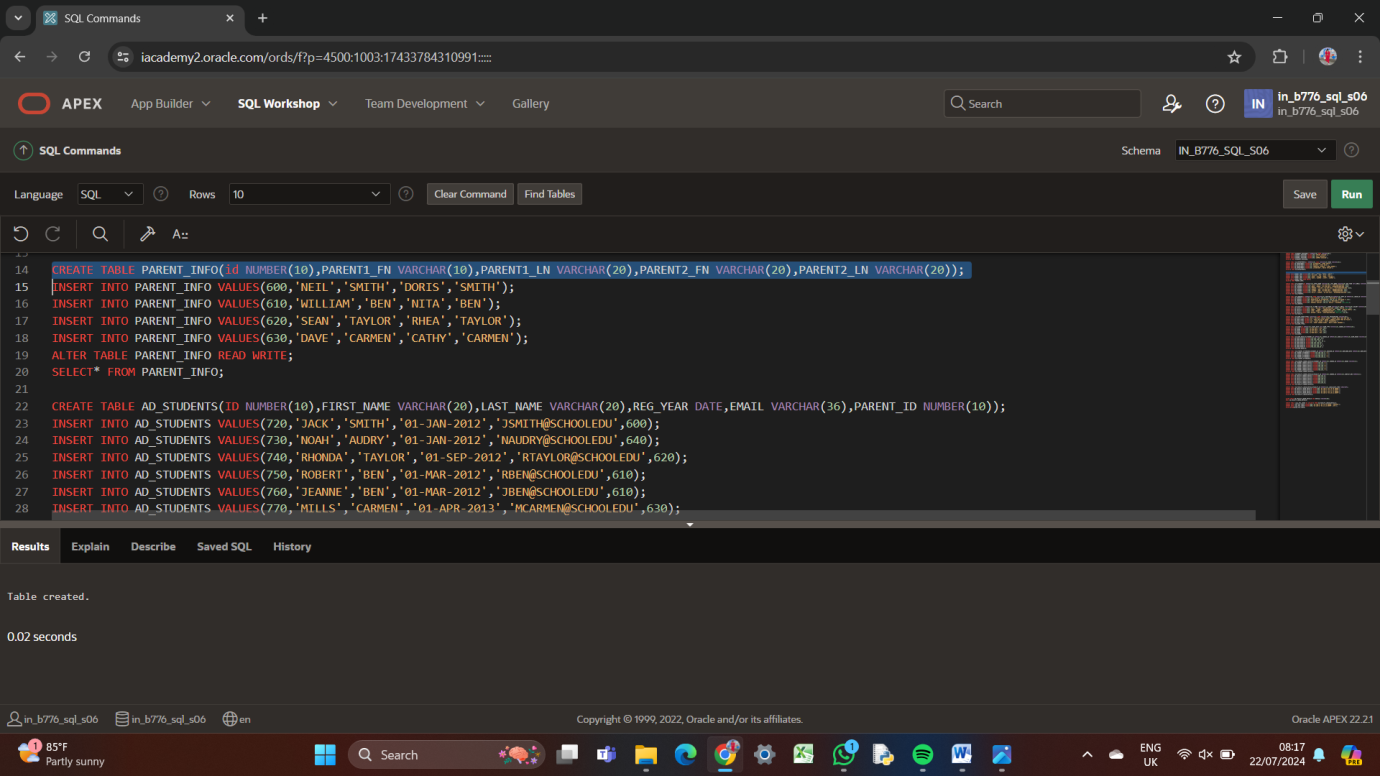 SQL Commands
iacademy2.oracle.com/ords/f?p=4500:1003:17433784310991:::::
APEX App Builder SQL Workshop Team Development Gallery Search IN in_b776_sql_s06
in_b776_sql_s06
SQL Commands Schema IN_B776_SQL_S06
Language SQL Rows 10 Clear Command Find Tables Save Run
14 CREATE TABLE PARENT_INFO(id NUMBER(10),PARENT1_FN VARCHAR(10),PARENT1_LN VARCHAR(20),PARENT2_FN VARCHAR(20),PARENT2_LN VARCHAR(20));
15 INSERT INTO PARENT_INFO VALUES(600,'NEIL','SMITH','DORIS','SMITH');
16 INSERT INTO PARENT_INFO VALUES(610,'WILLIAM','BEN','NITA','BEN');
17 INSERT INTO PARENT_INFO VALUES(620,'SEAN','TAYLOR','RHEA','TAYLOR');
18 INSERT INTO PARENT_INFO VALUES(630,'DAVE','CARMEN','CATHY','CARMEN');
19 ALTER TABLE PARENT_INFO READ WRITE;
20 SELECT* FROM PARENT_INFO;
21
22 CREATE TABLE AD_STUDENTS(ID NUMBER(10),FIRST_NAME VARCHAR(20),LAST_NAME VARCHAR(20),REG_YEAR DATE,EMAIL VARCHAR(36),PARENT_ID NUMBER(10));
23 INSERT INTO AD_STUDENTS VALUES(720,'JACK','SMITH','01-JAN-2012','JSMITH@SCHOOLEDU',600);
24 INSERT INTO AD_STUDENTS VALUES(730,'NOAH','AUDRY','01-JAN-2012','NAUDRY@SCHOOLEDU',640);
25 INSERT INTO AD_STUDENTS VALUES(740,'RHONDA','TAYLOR','01-SEP-2012','RTAYLOR@SCHOOLEDU',620);
26 INSERT INTO AD_STUDENTS VALUES(750,'ROBERT','BEN','01-MAR-2012','RBEN@SCHOOLEDU',610);
27 INSERT INTO AD_STUDENTS VALUES(760,'JEANNE','BEN','01-MAR-2012','JBEN@SCHOOLEDU',610);
28 INSERT INTO AD_STUDENTS VALUES(770,'MILLS','CARMEN','01-APR-2013','MCARMEN@SCHOOLEDU',630);
Results Explain Describe Saved SQL History
Table created.
0.02 seconds
in_b776_sql_s06 in_b776_sql_s06 en Copyright © 1999, 2022, Oracle and/or its affiliates. Oracle APEX 22.2.1
1 85°F
Partly sunny
Search
1
ENG
UK
08:17
22/07/2024
PRE